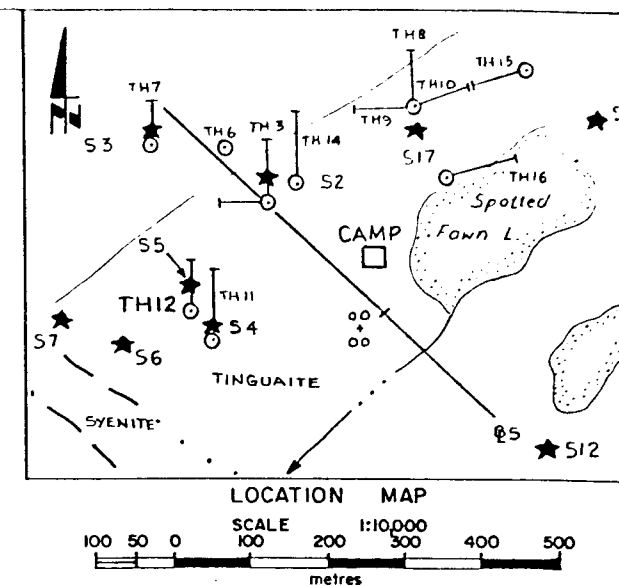 TH8
TH15
TH7
TH10
N
TH6
TH3
TH9
S3
TH14
S17
S2
TH16
Spotted
Fawn L.
CAMP
S5
TH12
TH11
S7
S4
S6
TINGUAITE
SYENITE
S12
LOCATION MAP
SCALE 1:10,000
100 50 0 100 200 300 400 500
metres